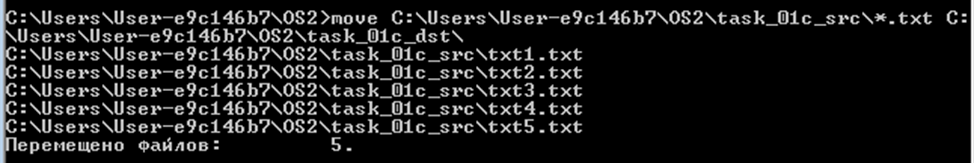 C:\Users\User-e9c146b7\OS2>move C:\Users\User-e9c146b7\OS2\task_01c_src\*.txt C:
\Users\User-e9c146b7\OS2\task_01c_dst\
C:\Users\User-e9c146b7\OS2\task_01c_src\txt1.txt
C:\Users\User-e9c146b7\OS2\task_01c_src\txt2.txt
C:\Users\User-e9c146b7\OS2\task_01c_src\txt3.txt
C:\Users\User-e9c146b7\OS2\task_01c_src\txt4.txt
C:\Users\User-e9c146b7\OS2\task_01c_src\txt5.txt
Перемещено файлов:         5.